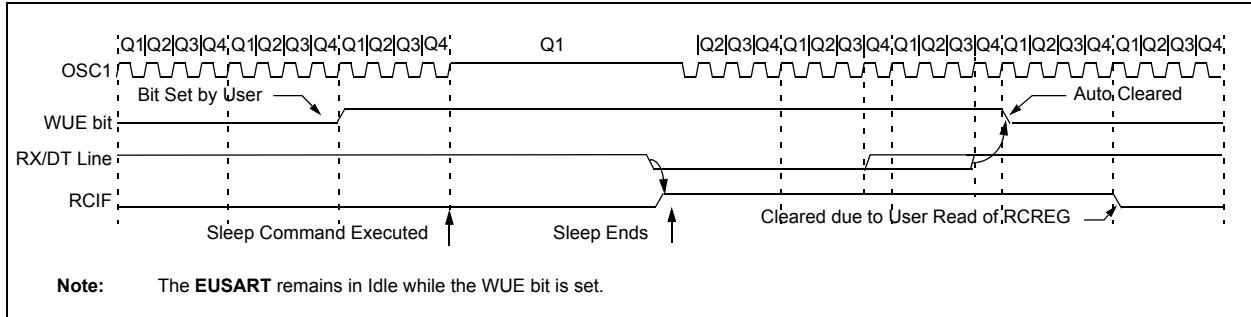 Q1 Q2 Q3 Q4 Q1 Q2 Q3 Q4 Q1 Q2 Q3 Q4 Q1 Q2 Q3 Q4 Q1 Q2 Q3 Q4 Q1 Q2 Q3 Q4 Q1 Q2 Q3 Q4 Q1 Q2 Q3 Q4
OSC1
Bit Set by User
Auto Cleared
WUE bit
RX/DT Line
RCIF
Cleared due to User Read of RCREG
Sleep Command Executed
Sleep Ends
Note: The EUSART remains in Idle while the WUE bit is set.